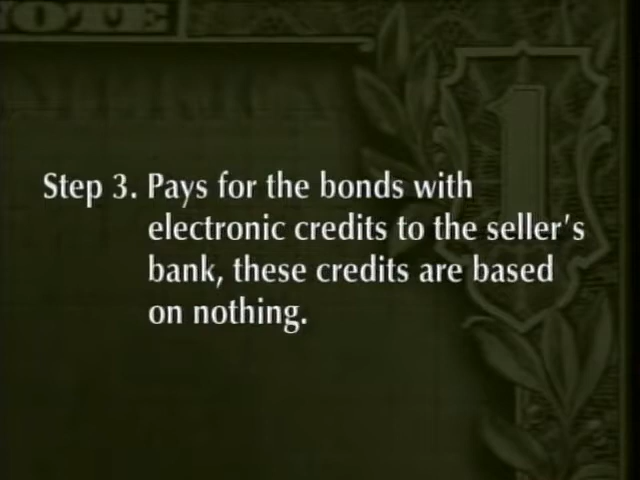 OTE
Step 3. Pays for the bonds with
electronic credits to the seller's
bank, these credits are based
on nothing.
1